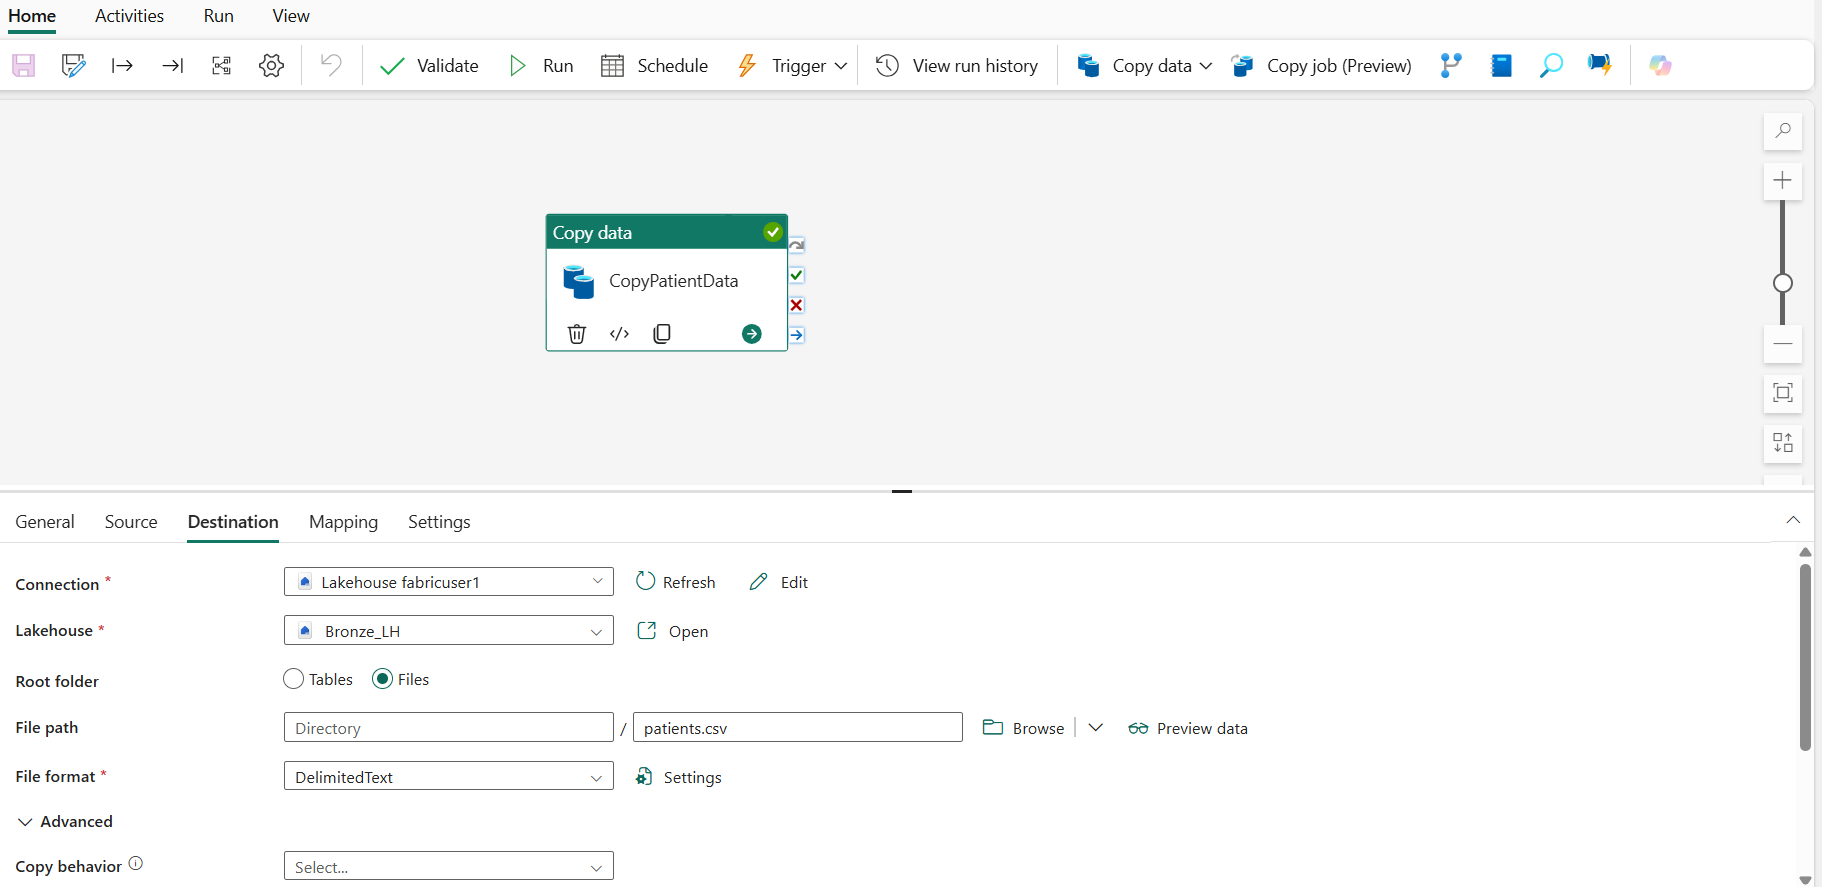 Home Activities Run View
Validate Run Schedule Trigger View run history Copy data Copy job (Preview)
Copy data
CopyPatientData
General Source Destination Mapping Settings
Connection * Lakehouse fabricuser1 Refresh Edit
Lakehouse * Bronze_LH Open
Root folder Tables Files
File path Directory / patients.csv Browse Preview data
File format * DelimitedText Settings
Advanced
Copy behavior Select...